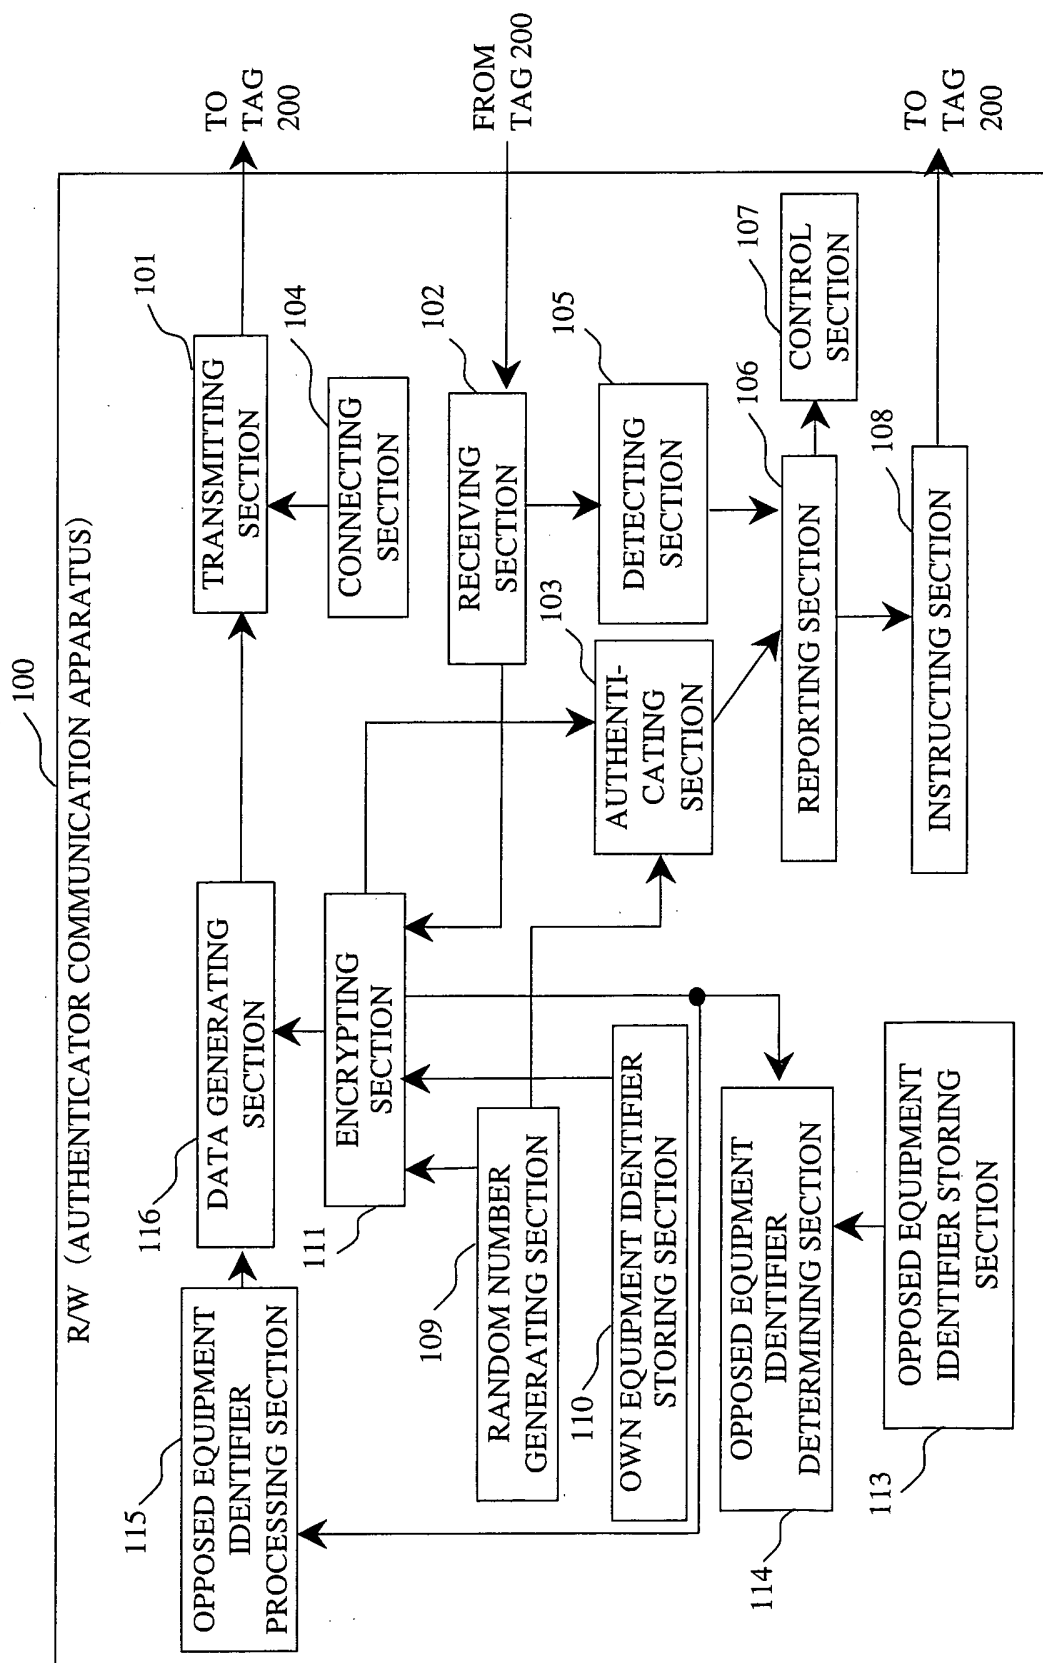 100
R/W (AUTHENTICATOR COMMUNICATION APPARATUS)
115
OPPOSED EQUIPMENT
IDENTIFIER
PROCESSING SECTION
116
DATA GENERATING
SECTION
101
TRANSMITTING
SECTION
TO
TAG
200
111
ENCRYPTING
SECTION
104
CONNECTING
SECTION
109
RANDOM NUMBER
GENERATING SECTION
102
RECEIVING
SECTION
FROM
TAG 200
110
OWN EQUIPMENT IDENTIFIER
STORING SECTION
103
AUTHENTI-
CATING
SECTION
105
DETECTING
SECTION
114
OPPOSED EQUIPMENT
IDENTIFIER
DETERMINING SECTION
106
REPORTING SECTION
107
CONTROL
SECTION
113
OPPOSED EQUIPMENT
IDENTIFIER STORING
SECTION
108
INSTRUCTING SECTION
TO
TAG
200